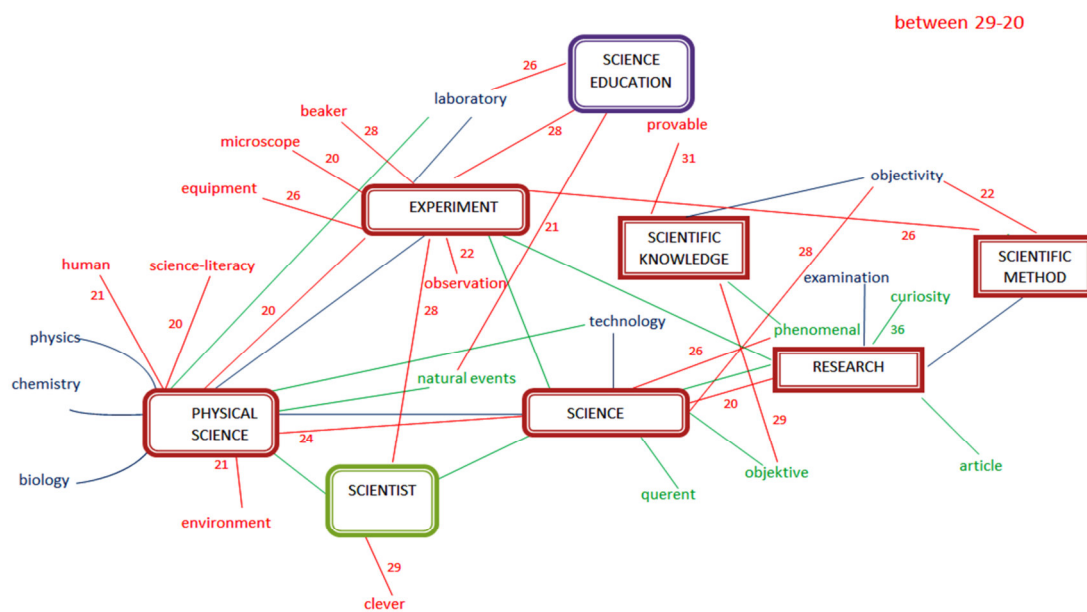 between 29-20
SCIENCE
EDUCATION
26
laboratory
beaker
28
28
provable
microscope
20
31
equipment
26
objectivity
22
EXPERIMENT
21
26
SCIENTIFIC
KNOWLEDGE
28
SCIENTIFIC
METHOD
22
human
science-literacy
21
observation
examination
curiosity
20
20
28
technology
phenomenal
36
physics
26
RESEARCH
chemistry
natural events
PHYSICAL
SCIENCE
SCIENCE
20
29
24
21
biology
SCIENTIST
querent
objektive
article
environment
29
clever